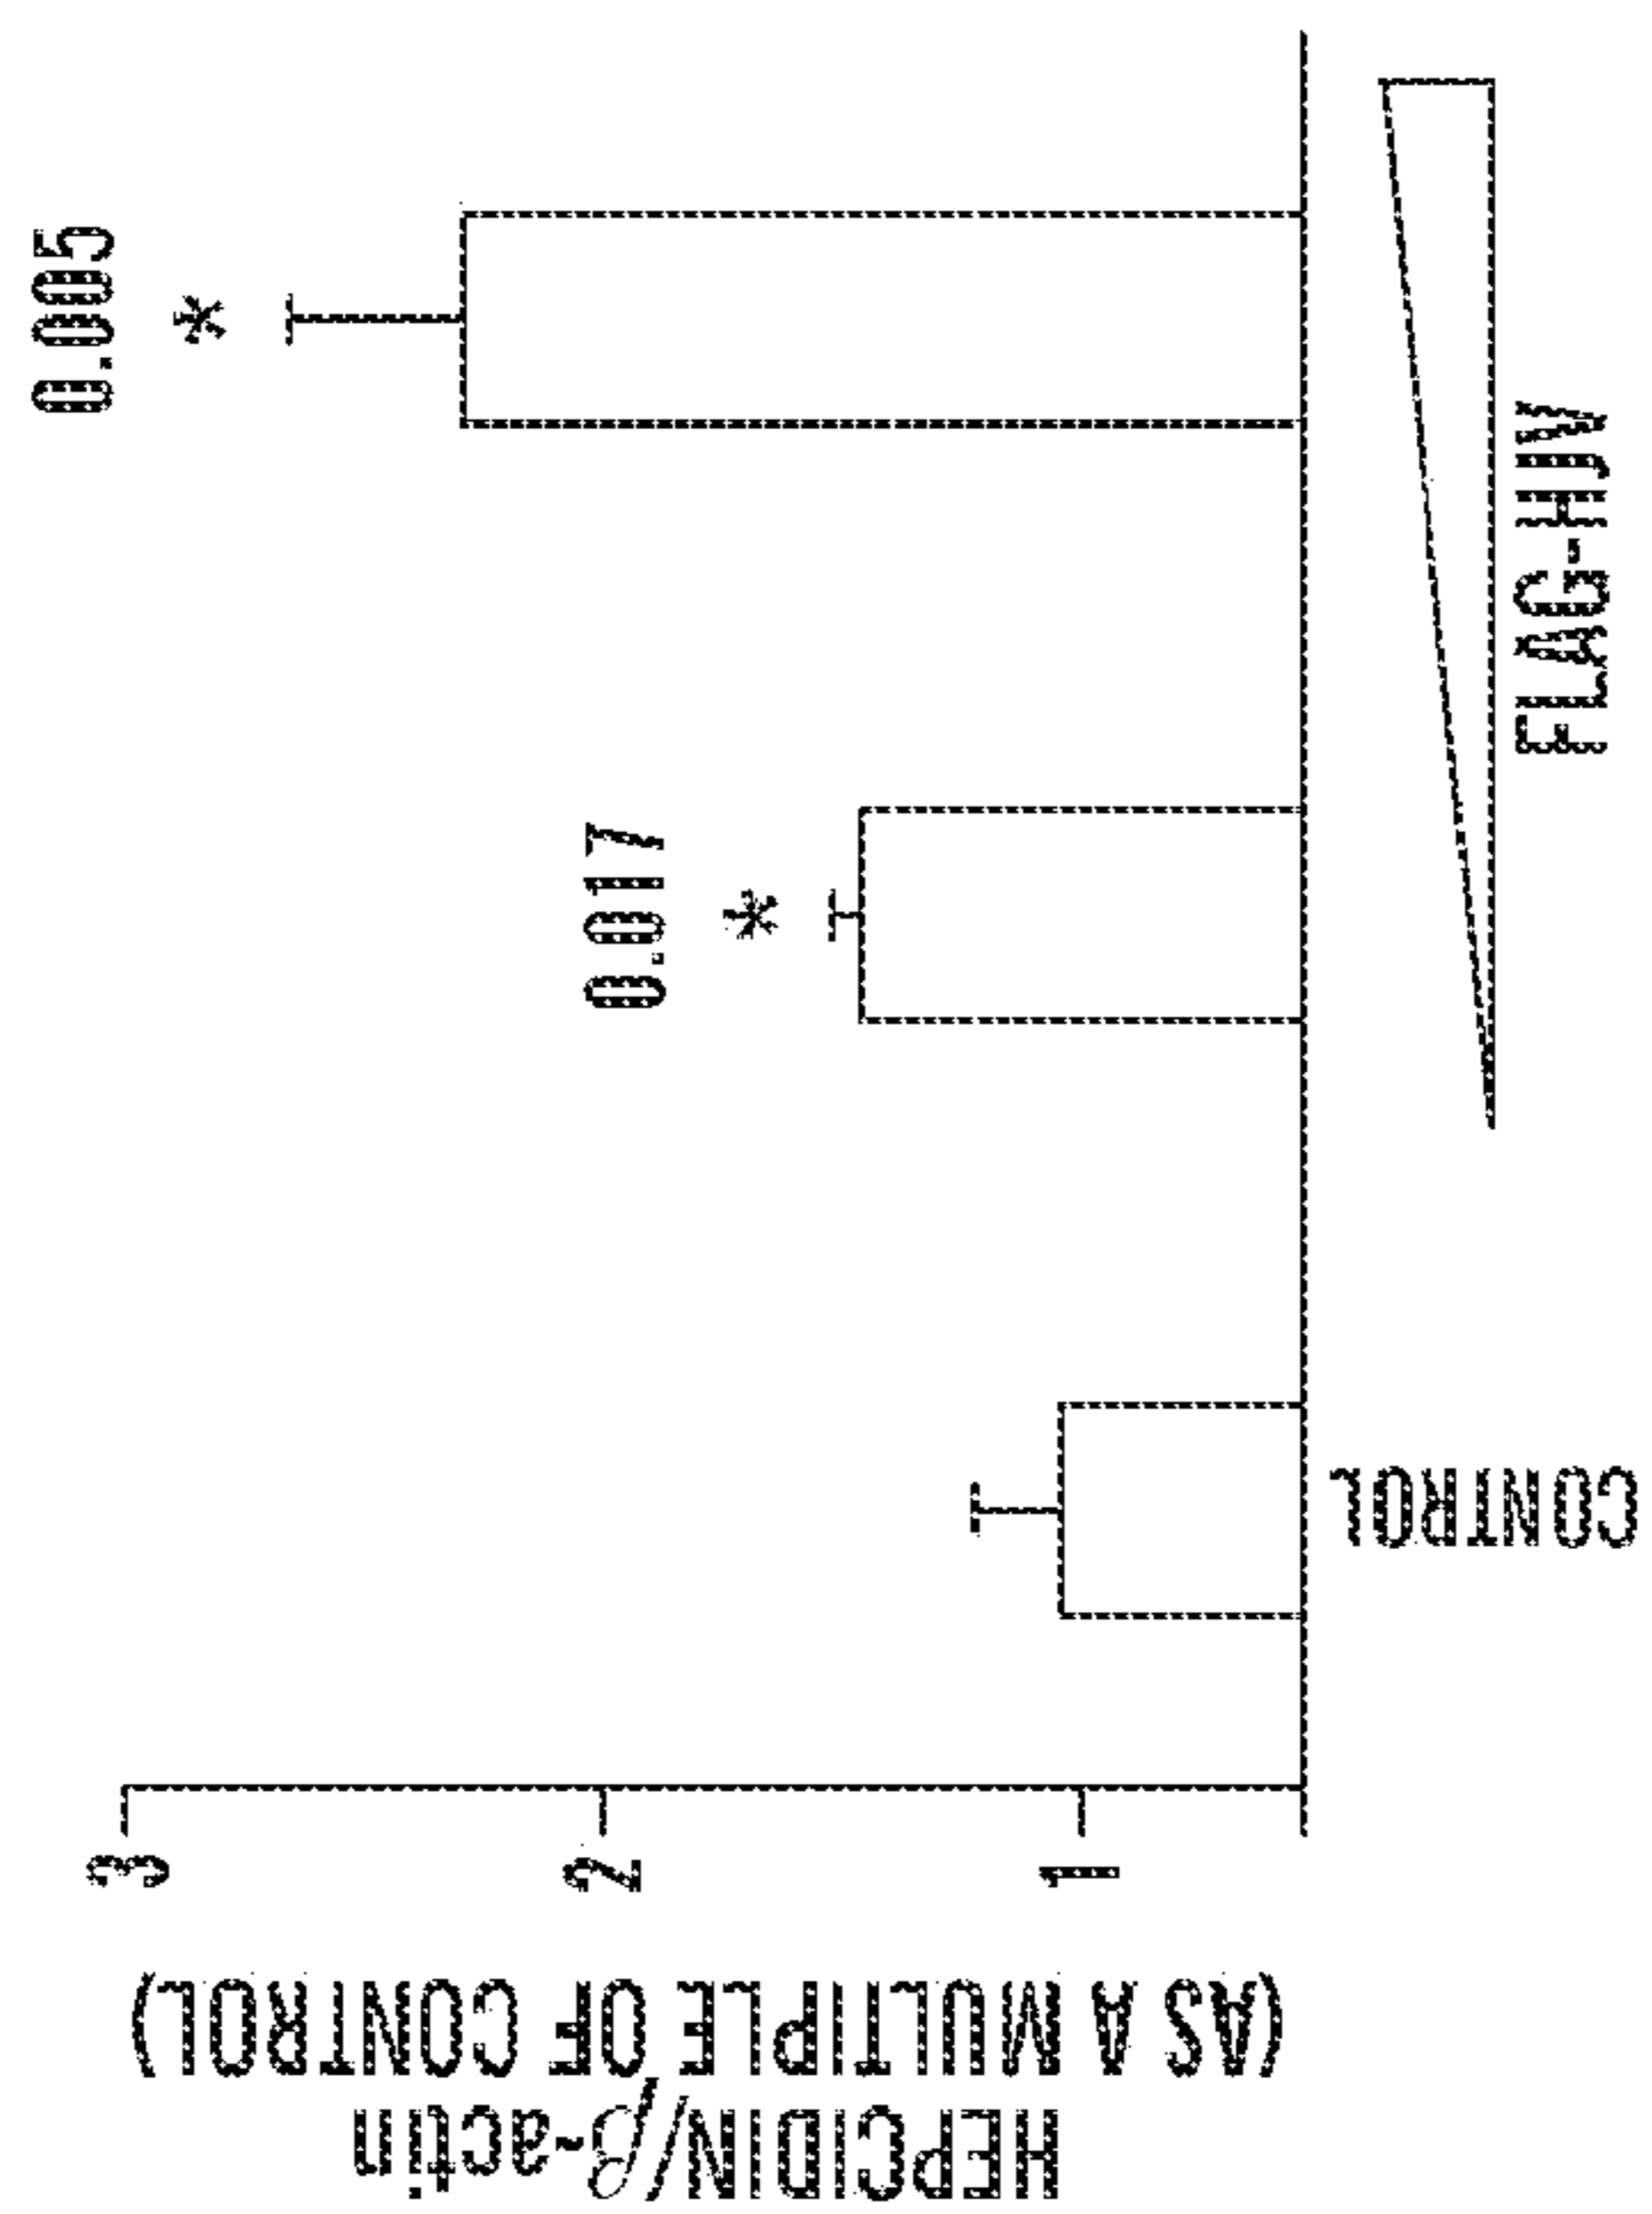 HEPCIDIN/β-actin
(AS A MULTIPLE OF CONTROL)
3
2
1
0.005
*
0.017
*
CONTROL
FLAG-HJV